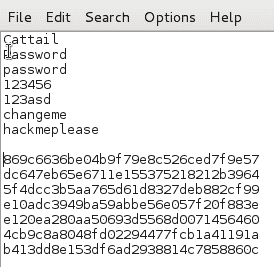 File Edit Search Options Help
Cattail
Password
password
123456
123asd
changeme
hackmeplease
869c6636be04b9f79e8c526ced7f9e57
dc647eb65e6711e155375218212b3964
5f4dcc3b5aa765d61d8327deb882cf99
e10adc3949ba59abbe56e057f20f883e
e120ea280aa50693d5568d0071456460
4cb9c8a8048fd02294477fcb1a41191a
b413dd8e153df6ad2938814c7858860c